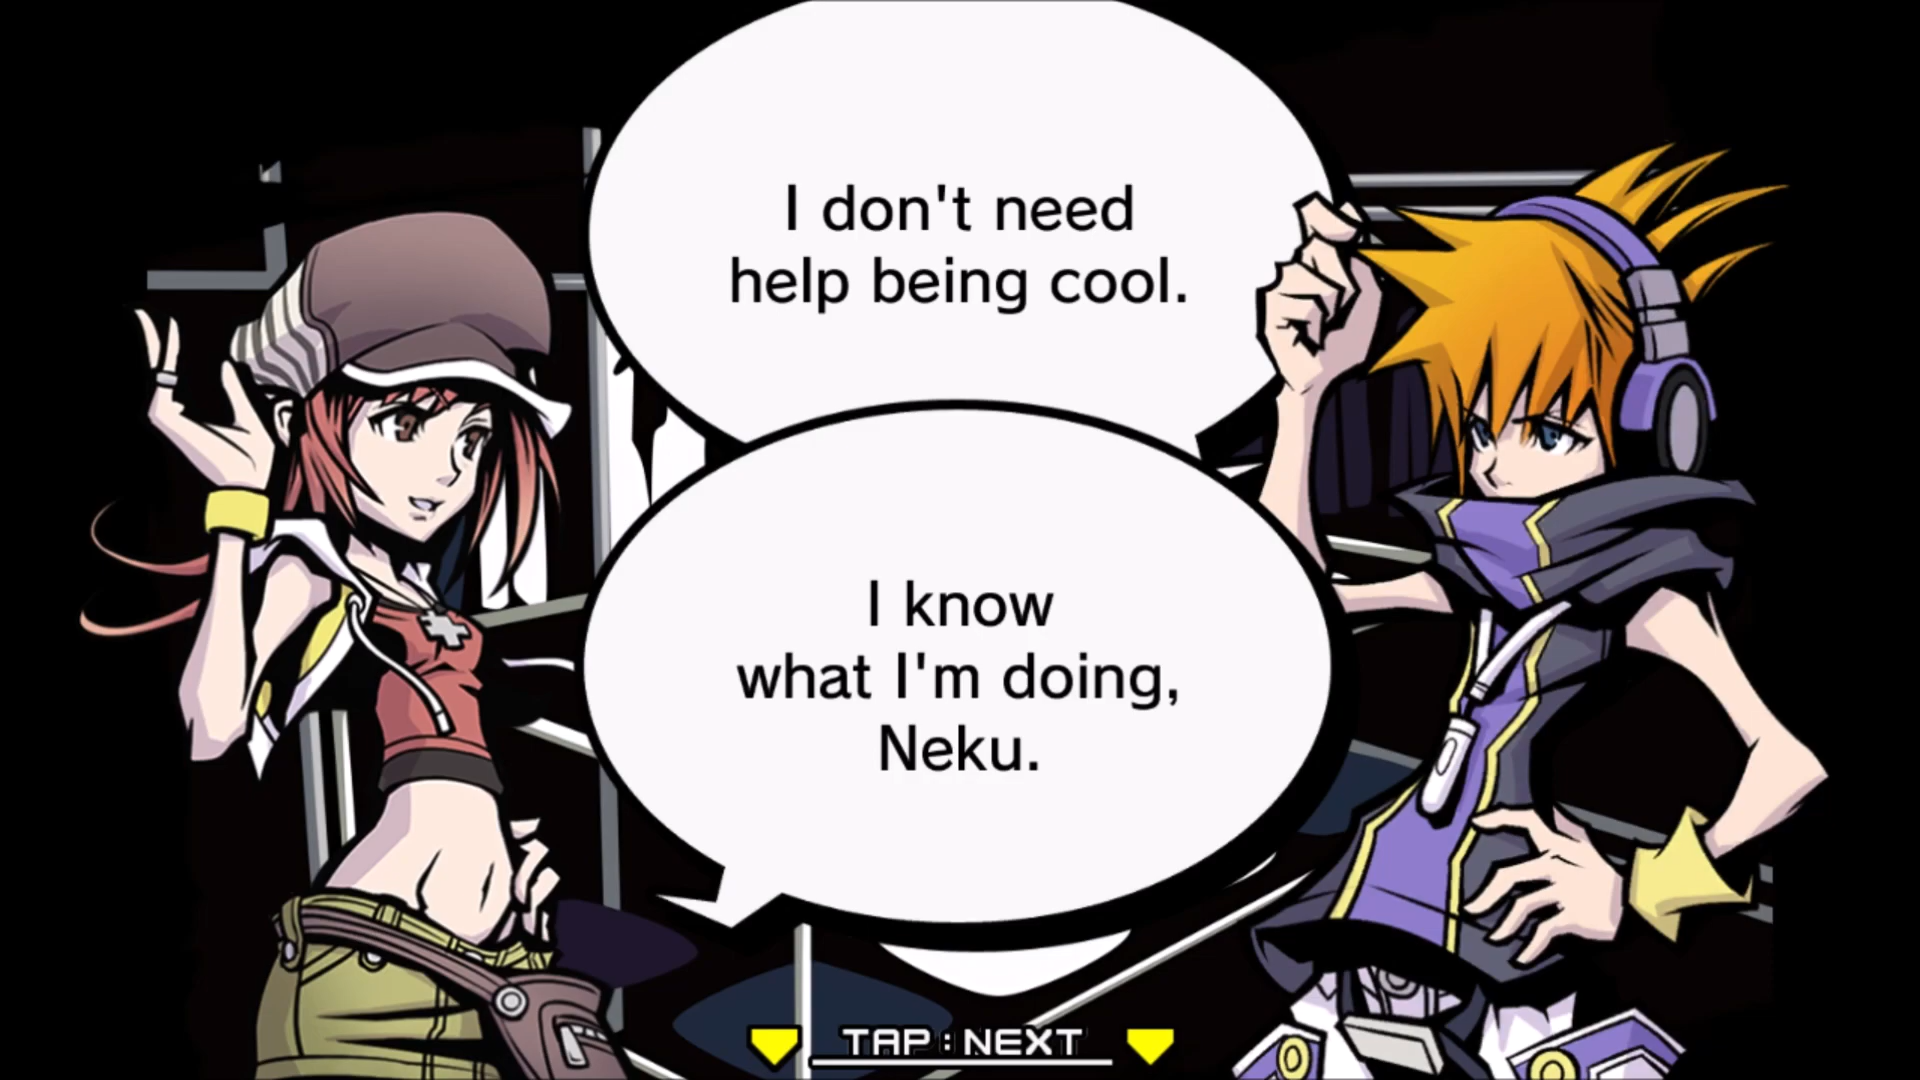 I don't need
help being cool.
I know
what I'm doing,
Neku.
TAP : NEXT